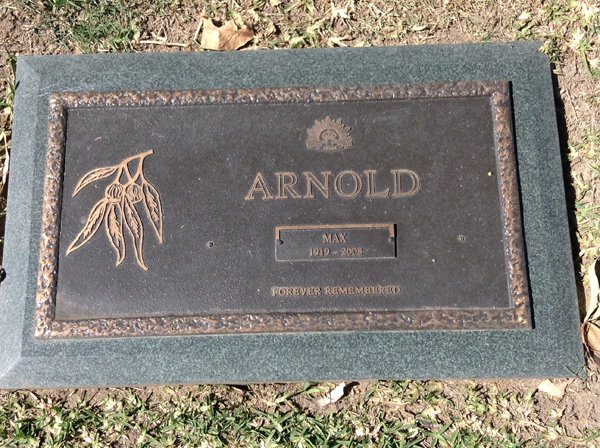 ARNOLD
MAX
1919 - 2008
FOREVER REMEMBERED